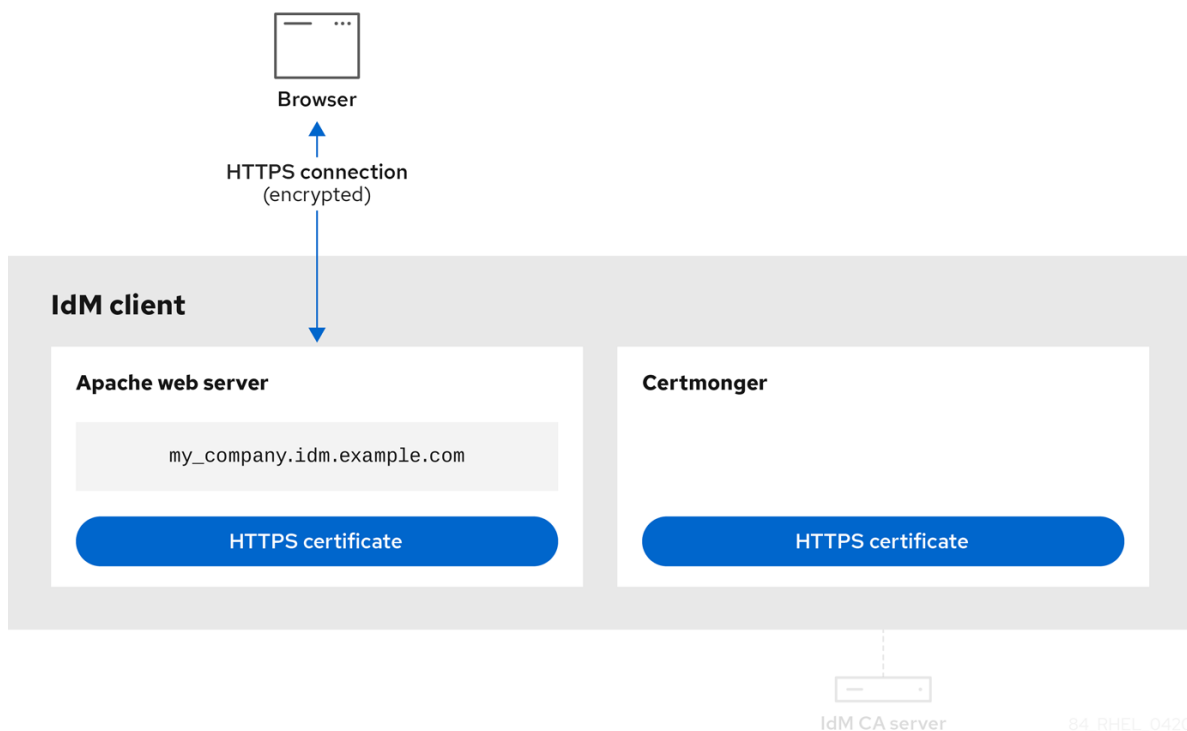 Browser
HTTPS connection
(encrypted)
IdM client
Apache web server
my_company.idm.example.com
HTTPS certificate
Certmonger
HTTPS certificate
IdM CA server
84_RHEL_0420